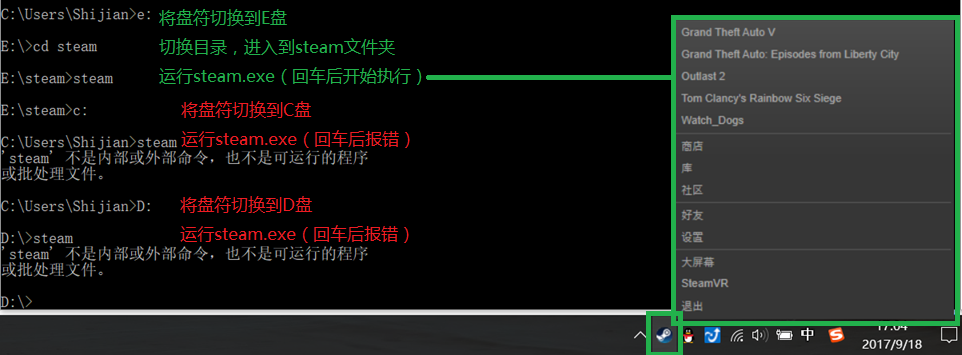 C:\Users\Shijian>e: 将盘符切换到E盘
E:\>cd steam 切换目录，进入到steam文件夹
E:\steam>steam 运行steam.exe（回车后开始执行）
E:\steam>c: 将盘符切换到C盘
C:\Users\Shijian>steam 运行steam.exe（回车后报错）
'steam' 不是内部或外部命令，也不是可运行的程序
或批处理文件。
C:\Users\Shijian>D: 将盘符切换到D盘
D:\>steam 运行steam.exe（回车后报错）
'steam' 不是内部或外部命令，也不是可运行的程序
或批处理文件。
D:\>
Grand Theft Auto V
Grand Theft Auto: Episodes from Liberty City
Outlast 2
Tom Clancy's Rainbow Six Siege
Watch_Dogs
商店
库
社区
好友
设置
大屏幕
SteamVR
退出
中
17:04
2017/9/18